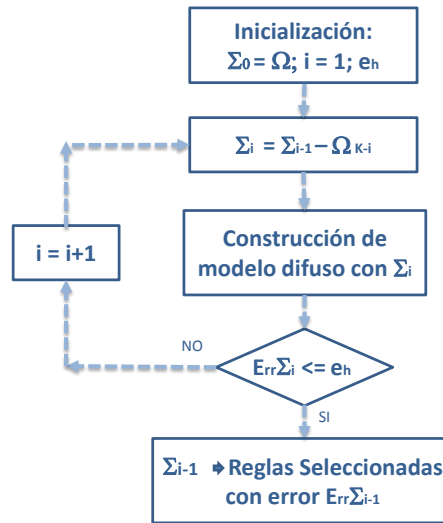 Inicialización:
Σ₀ = Ω; i = 1; eₕ
Σi = Σi-1 − Ω K-i
Construcción de
modelo difuso con Σi
i = i+1
NO
ErrΣi <= eₕ
SI
Σi-1 → Reglas Seleccionadas
con error ErrΣi-1